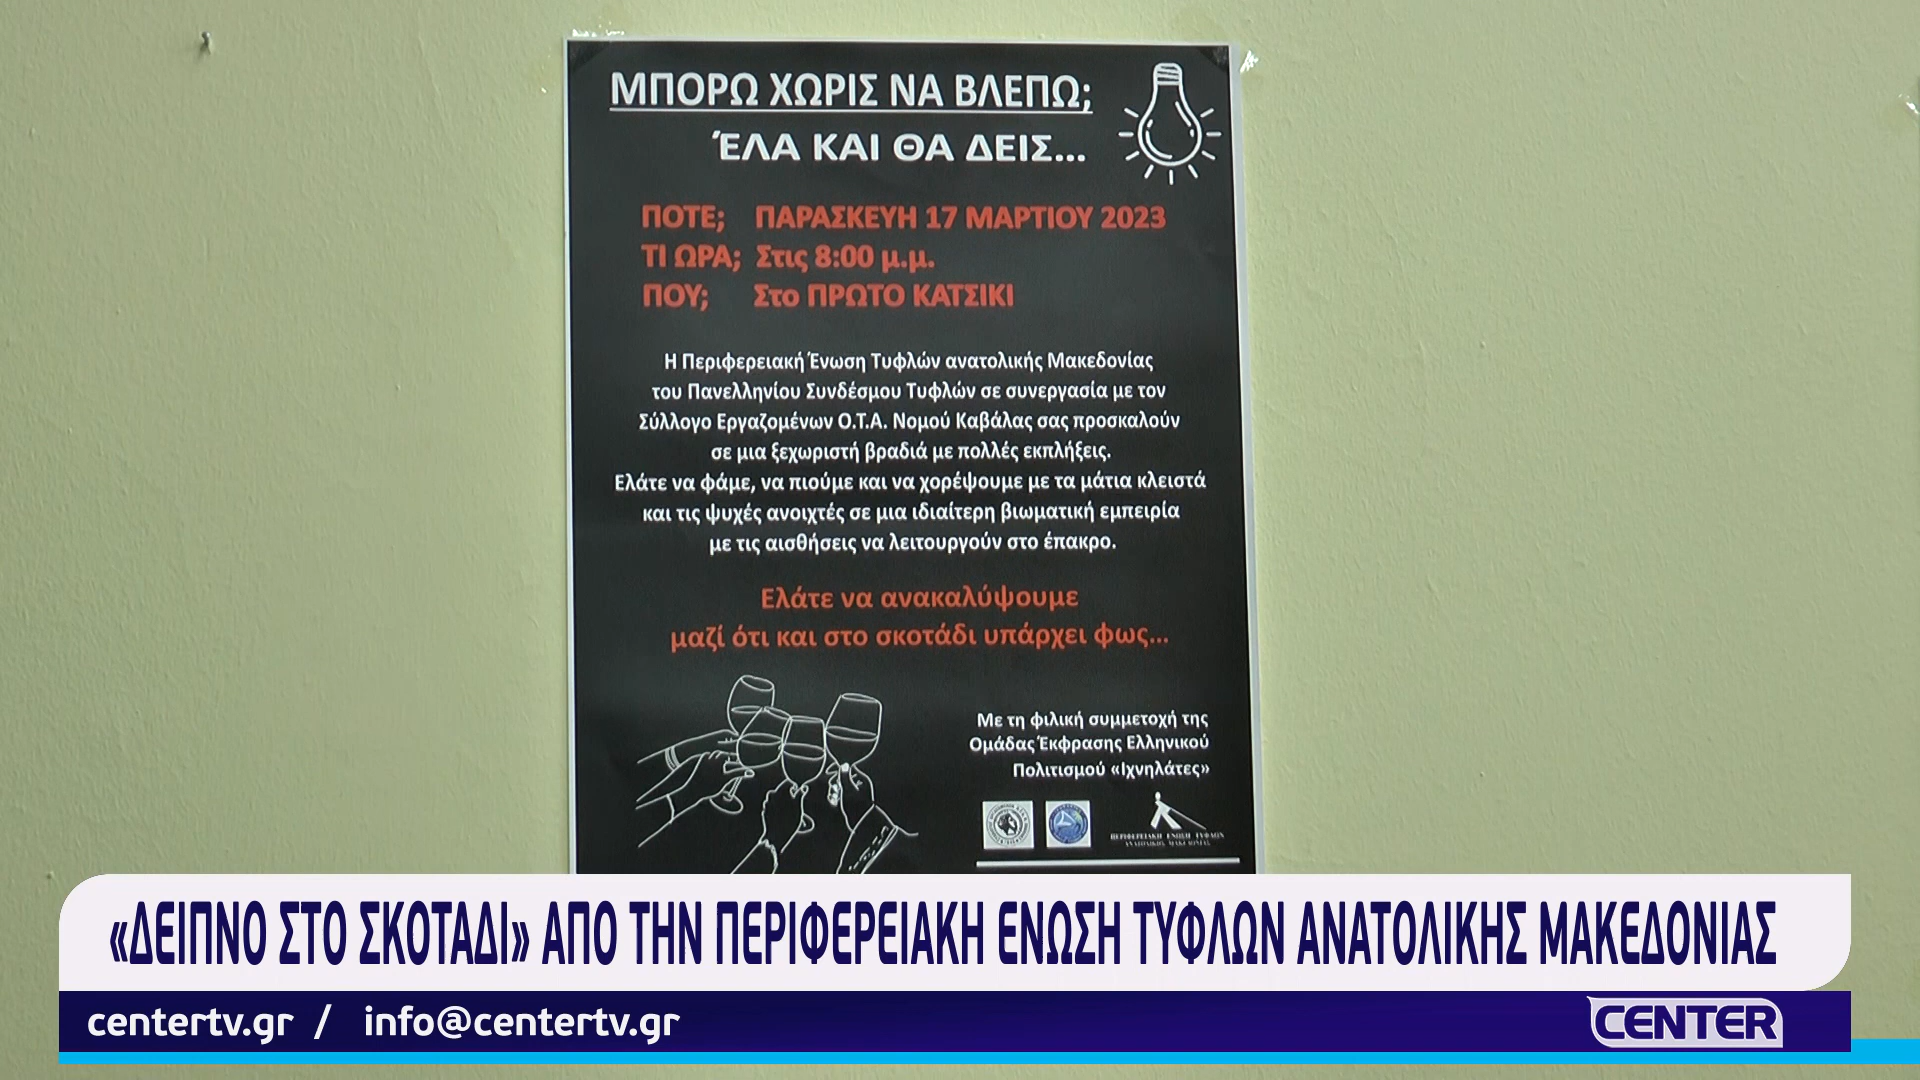 ΜΠΟΡΩ ΧΩΡΙΣ ΝΑ ΒΛΕΠΩ;
ΈΛΑ ΚΑΙ ΘΑ ΔΕΙΣ...
ΠΟΤΕ; ΠΑΡΑΣΚΕΥΗ 17 ΜΑΡΤΙΟΥ 2023
ΤΙ ΩΡΑ; Στις 8:00 μ.μ.
ΠΟΥ; Στο ΠΡΩΤΟ ΚΑΤΣΙΚΙ
Η Περιφερειακή Ένωση Τυφλών ανατολικής Μακεδονίας
του Πανελληνίου Συνδέσμου Τυφλών σε συνεργασία με τον
Σύλλογο Εργαζομένων Ο.Τ.Α. Νομού Καβάλας σας προσκαλούν
σε μια ξεχωριστή βραδιά με πολλές εκπλήξεις.
Ελάτε να φάμε, να πιούμε και να χορέψουμε με τα μάτια κλειστά
και τις ψυχές ανοιχτές σε μια ιδιαίτερη βιωματική εμπειρία
με τις αισθήσεις να λειτουργούν στο έπακρο.
Ελάτε να ανακαλύψουμε
μαζί ότι και στο σκοτάδι υπάρχει φως...
Με τη φιλική συμμετοχή της
Ομάδας Έκφρασης Ελληνικού
Πολιτισμού «Ιχνηλάτες»
ΠΕΡΙΦΕΡΕΙΑΚΗ ΕΝΩΣΗ ΤΥΦΛΩΝ
ΑΝΑΤΟΛΙΚΗΣ ΜΑΚΕΔΟΝΙΑΣ
«ΔΕΙΠΝΟ ΣΤΟ ΣΚΟΤΑΔΙ» ΑΠΟ ΤΗΝ ΠΕΡΙΦΕΡΕΙΑΚΗ ΕΝΩΣΗ ΤΥΦΛΩΝ ΑΝΑΤΟΛΙΚΗΣ ΜΑΚΕΔΟΝΙΑΣ
centertv.gr / info@centertv.gr
CENTER